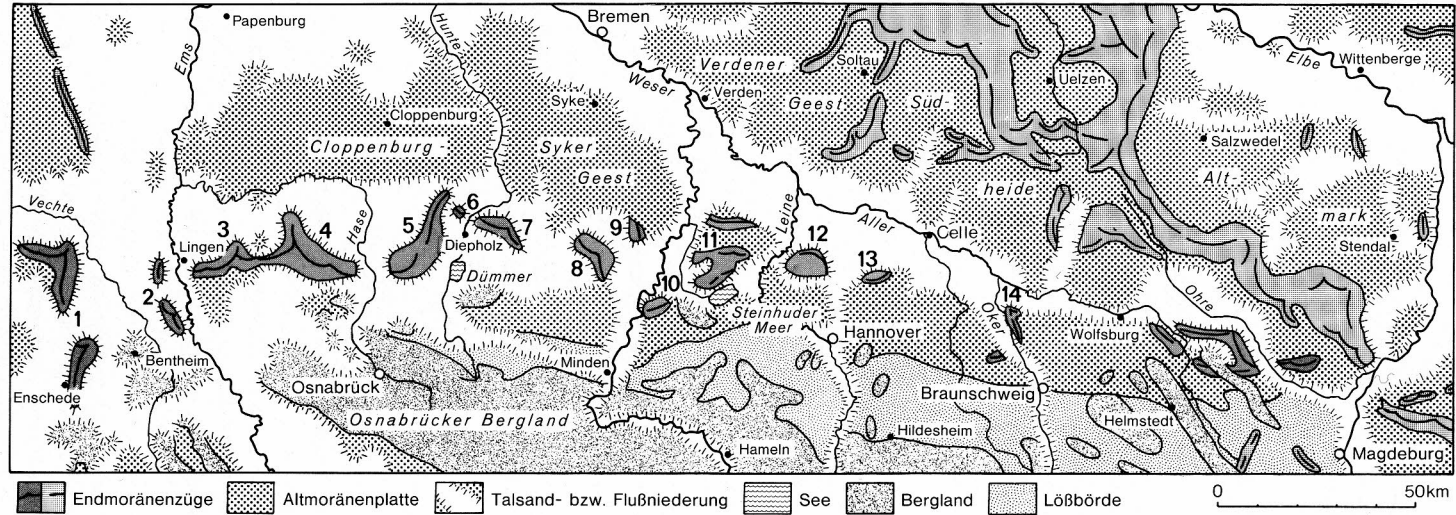 Papenburg
Ems
Hunte
Bremen
Weser
Verdener
Geest
Verden
Soltau
Süd-
heide
Uelzen
Elbe
Wittenberge
Salzwedel
Alt-
mark
Stendal
Cloppenburg
Cloppenburg-
Syke
Syker
Geest
Vechte
Lingen
Hase
Diepholz
Dümmer
Leine
Aller
Celle
Ohre
1
2
3
4
5
6
7
8
9
10
11
12
13
14
Bentheim
Enschede
Osnabrück
Osnabrücker Bergland
Minden
Steinhuder
Meer
Hannover
Oker
Wolfsburg
Braunschweig
Helmstedt
Hildesheim
Hameln
Magdeburg
Endmoränenzüge
Altmoränenplatte
Talsand- bzw. Flußniederung
See
Bergland
Lößbörde
0 50km